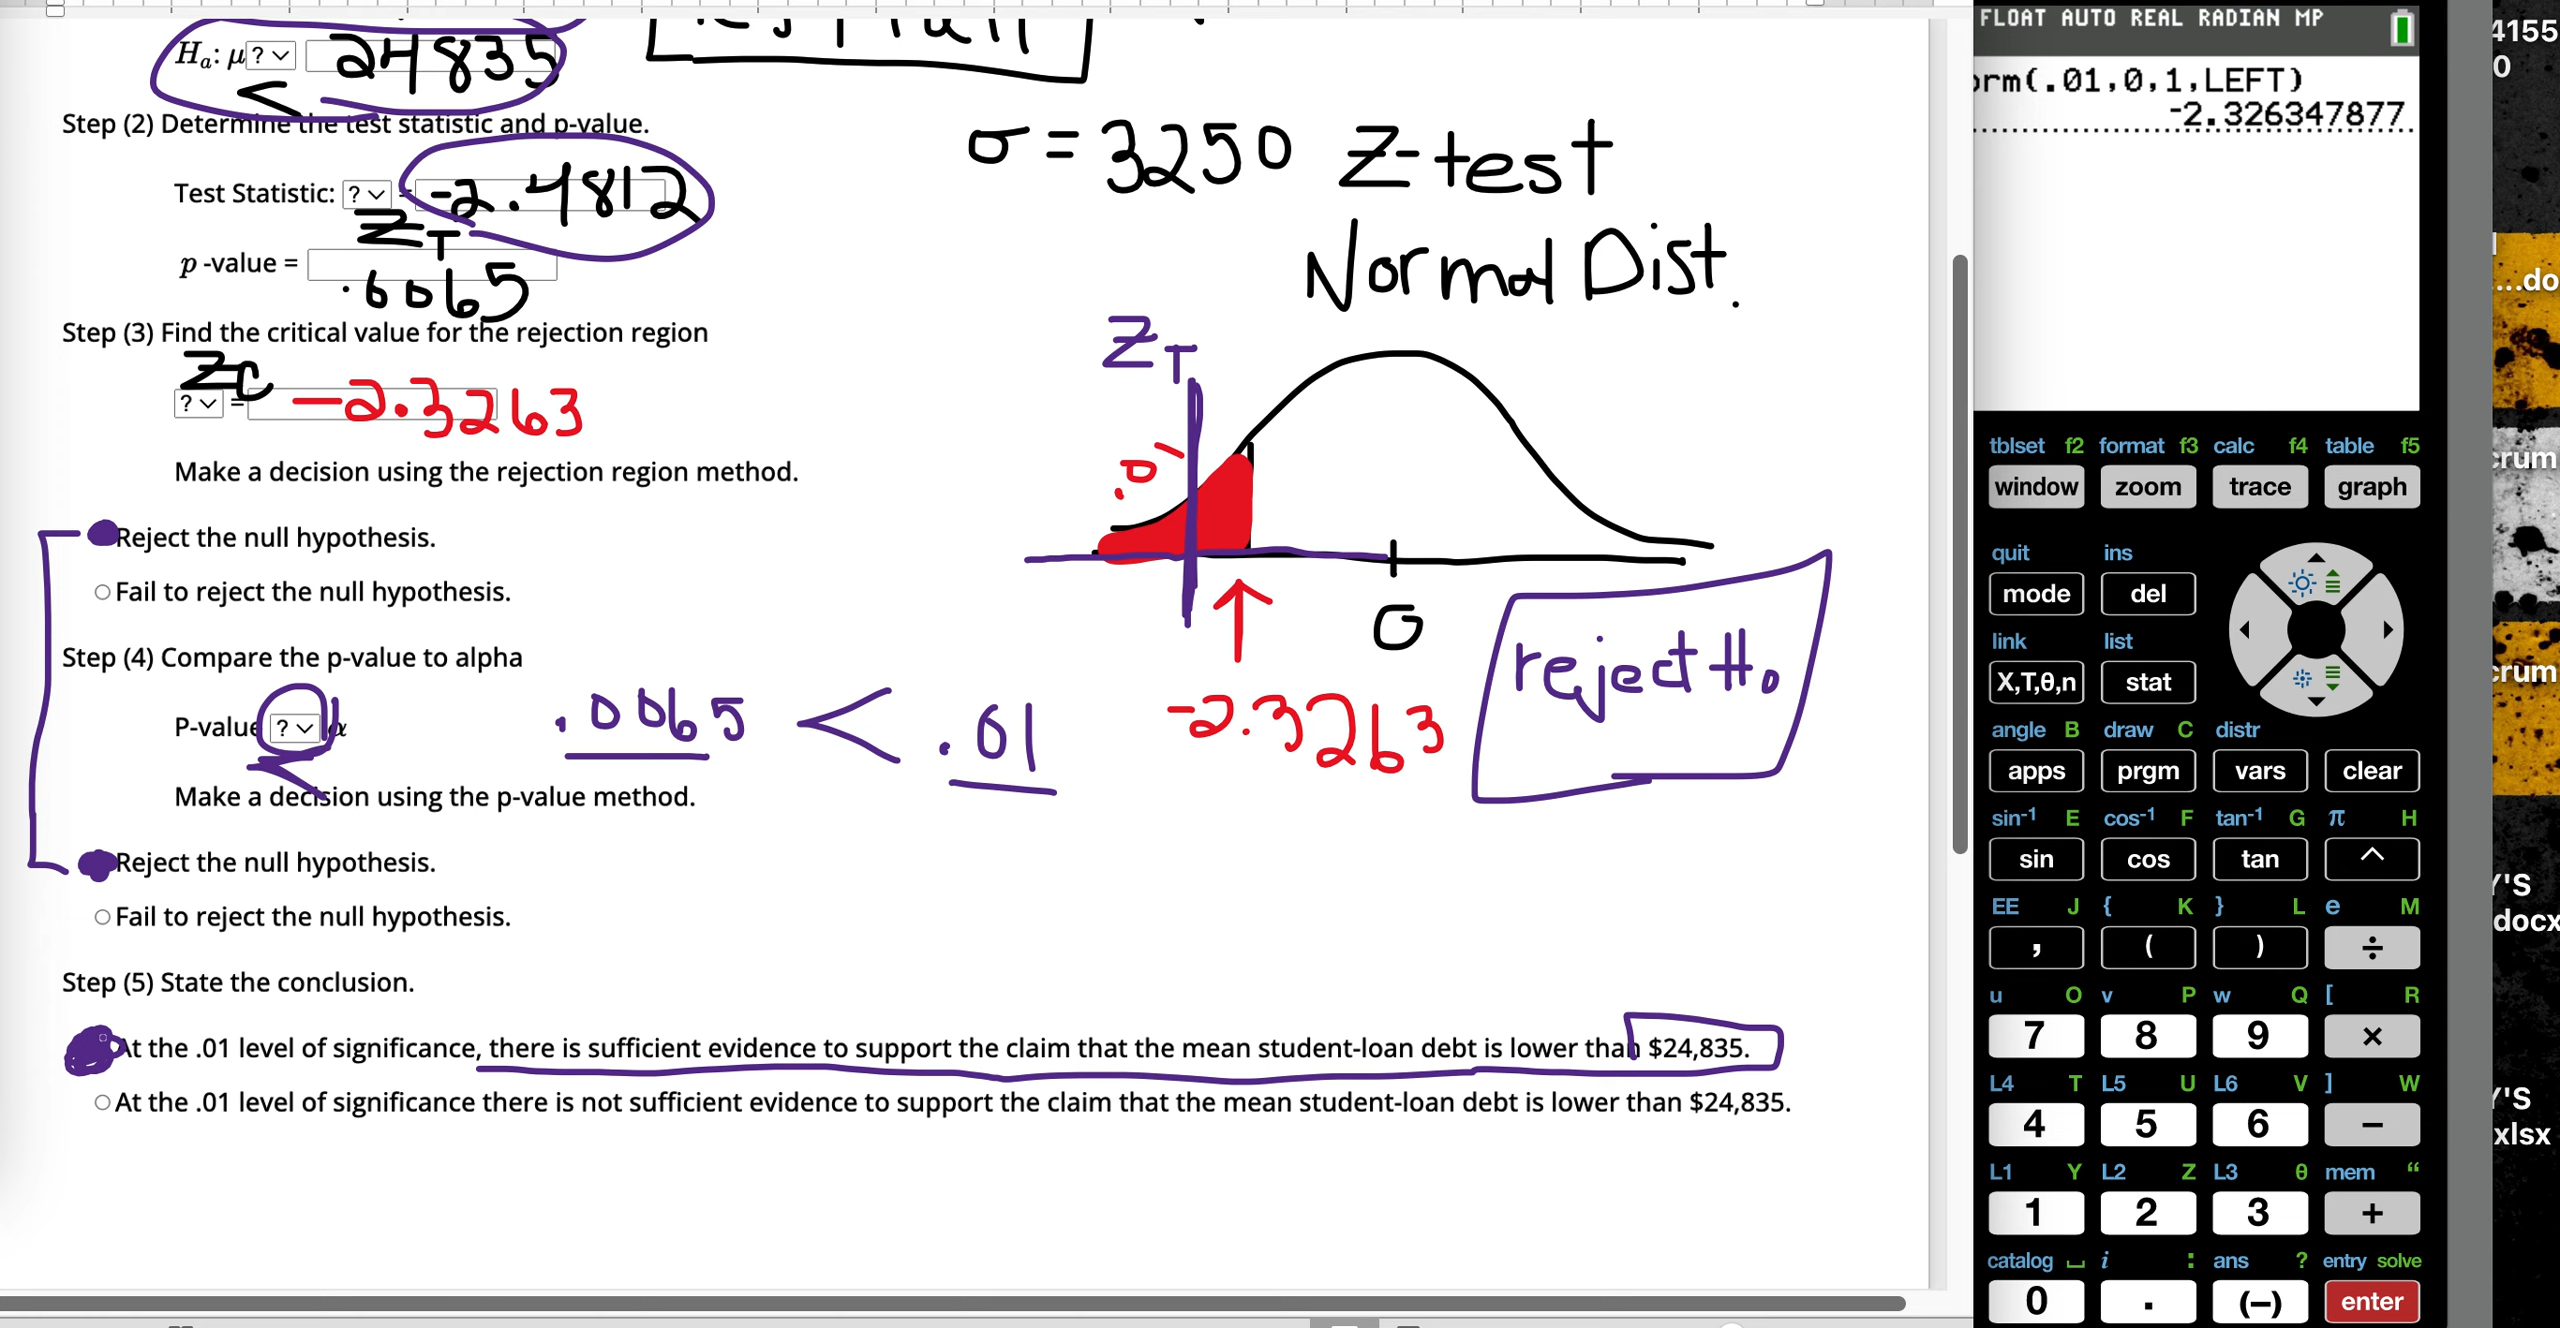 Hₐ: μ ? 24835
<
Step (2) Determine the test statistic and p-value.
Test Statistic: ? = -2.4812
Z T
p -value =
.0065
Step (3) Find the critical value for the rejection region
Zc
? = -2.3263
Make a decision using the rejection region method.
Reject the null hypothesis.
Fail to reject the null hypothesis.
Step (4) Compare the p-value to alpha
P-value ? α
<
.0065 < .01
Make a decision using the p-value method.
Reject the null hypothesis.
Fail to reject the null hypothesis.
Step (5) State the conclusion.
At the .01 level of significance, there is sufficient evidence to support the claim that the mean student-loan debt is lower than $24,835.
At the .01 level of significance there is not sufficient evidence to support the claim that the mean student-loan debt is lower than $24,835.
σ = 3250 Z-test
Normal Dist.
Z T
.01
0
-2.3263
reject H₀
FLOAT AUTO REAL RADIAN MP
orm(.01,0,1,LEFT)
-2.326347877
tblset f2 format f3 calc f4 table f5
window zoom trace graph
quit ins
mode del
link list
X,T,θ,n stat
angle B draw C distr
apps prgm vars clear
sin⁻¹ E cos⁻¹ F tan⁻¹ G π H
sin cos tan ^
EE J { K } L e M
, ( ) ÷
u O v P w Q [ R
7 8 9 ×
L4 T L5 U L6 V ] W
4 5 6 −
L1 Y L2 Z L3 θ mem “
1 2 3 +
catalog ⎵ i : ans ? entry solve
0 . (−) enter
4155
0
...do
crum
crum
Y'S
docx
Y'S
xlsx